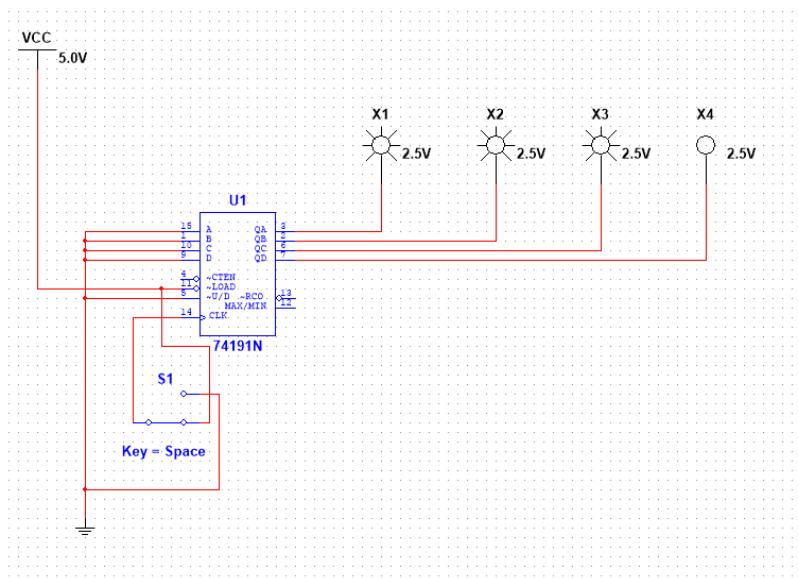 VCC
5.0V
X1
X2
X3
X4
2.5V
2.5V
2.5V
2.5V
U1
15
A
QA
3
1
B
QB
2
10
C
QC
6
9
D
QD
7
4
~CTEN
11
~LOAD
5
~U/D
~RCO
13
MAX/MIN
12
14
CLK
74191N
S1
Key = Space